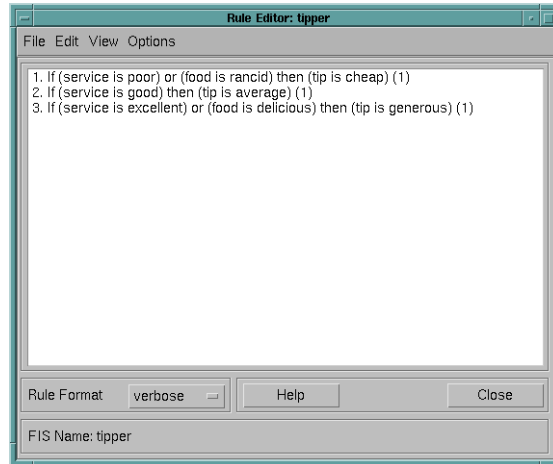 Rule Editor: tipper
File Edit View Options
1. If (service is poor) or (food is rancid) then (tip is cheap) (1)
2. If (service is good) then (tip is average) (1)
3. If (service is excellent) or (food is delicious) then (tip is generous) (1)
Rule Format verbose Help Close
FIS Name: tipper